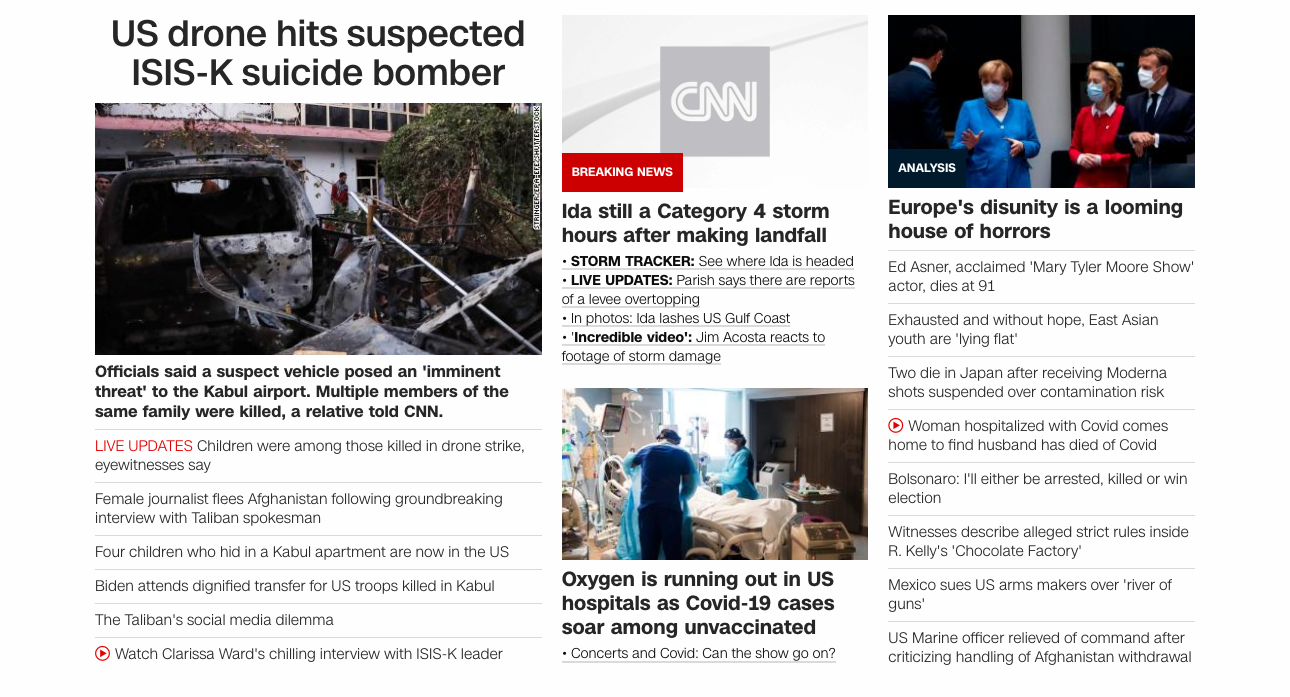 US drone hits suspected
ISIS-K suicide bomber
STRINGER/EPA-EFE/SHUTTERSTOCK
Officials said a suspect vehicle posed an 'imminent
threat' to the Kabul airport. Multiple members of the
same family were killed, a relative told CNN.
LIVE UPDATES Children were among those killed in drone strike,
eyewitnesses say
Female journalist flees Afghanistan following groundbreaking
interview with Taliban spokesman
Four children who hid in a Kabul apartment are now in the US
Biden attends dignified transfer for US troops killed in Kabul
The Taliban's social media dilemma
Watch Clarissa Ward's chilling interview with ISIS-K leader
CNN
BREAKING NEWS
Ida still a Category 4 storm
hours after making landfall
• STORM TRACKER: See where Ida is headed
• LIVE UPDATES: Parish says there are reports
of a levee overtopping
• In photos: Ida lashes US Gulf Coast
• 'Incredible video': Jim Acosta reacts to
footage of storm damage
Oxygen is running out in US
hospitals as Covid-19 cases
soar among unvaccinated
• Concerts and Covid: Can the show go on?
ANALYSIS
Europe's disunity is a looming
house of horrors
Ed Asner, acclaimed 'Mary Tyler Moore Show'
actor, dies at 91
Exhausted and without hope, East Asian
youth are 'lying flat'
Two die in Japan after receiving Moderna
shots suspended over contamination risk
Woman hospitalized with Covid comes
home to find husband has died of Covid
Bolsonaro: I'll either be arrested, killed or win
election
Witnesses describe alleged strict rules inside
R. Kelly's 'Chocolate Factory'
Mexico sues US arms makers over 'river of
guns'
US Marine officer relieved of command after
criticizing handling of Afghanistan withdrawal